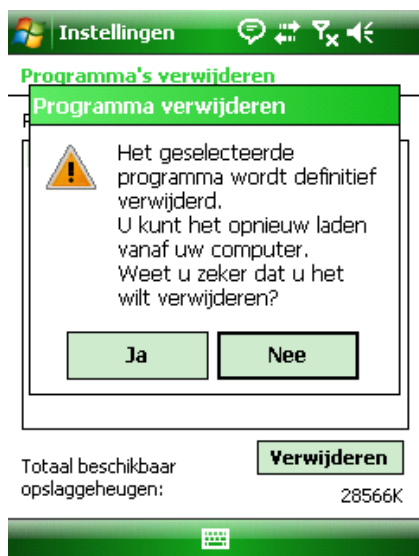 Instellingen
Programma's verwijderen
Programma verwijderen
Het geselecteerde
programma wordt definitief
verwijderd.
U kunt het opnieuw laden
vanaf uw computer.
Weet u zeker dat u het
wilt verwijderen?
Ja
Nee
Verwijderen
Totaal beschikbaar
opslaggeheugen:
28566K